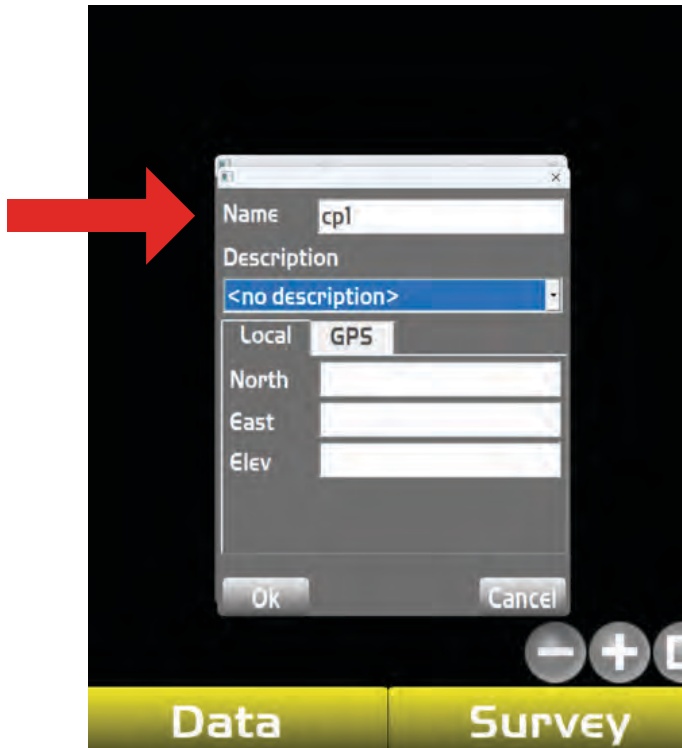 Name cp1
Description
<no description>
Local GPS
North
East
Elev
Ok Cancel
Data Survey